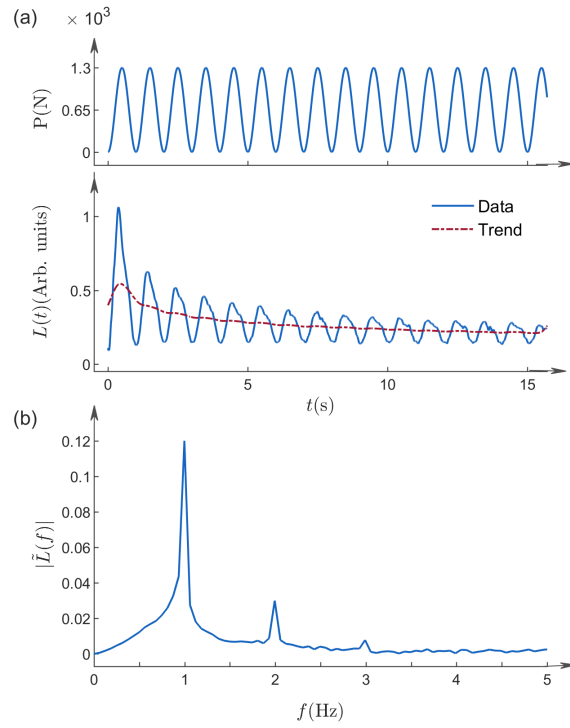 (a)
× 10³
P(N)
1.3
0.65
0
L(t)(Arb. units)
1
0.5
0
Data
Trend
0 5 10 15
t(s)
(b)
|L̃(f)|
0.12
0.1
0.08
0.06
0.04
0.02
0
0 1 2 3 4 5
f(Hz)